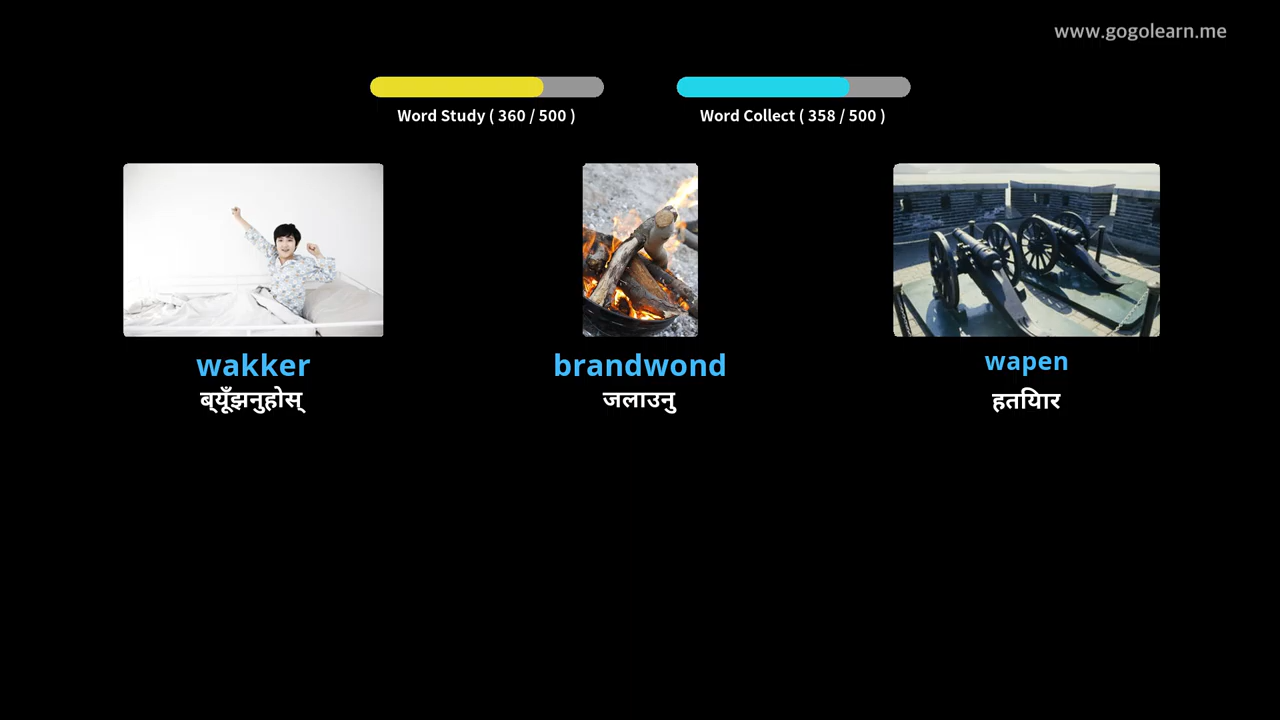 www.gogolearn.me
Word Study ( 360 / 500 )
Word Collect ( 358 / 500 )
wakker
brandwond
wapen
ब्यूँझनुहोस्
जलाउनु
हतियार